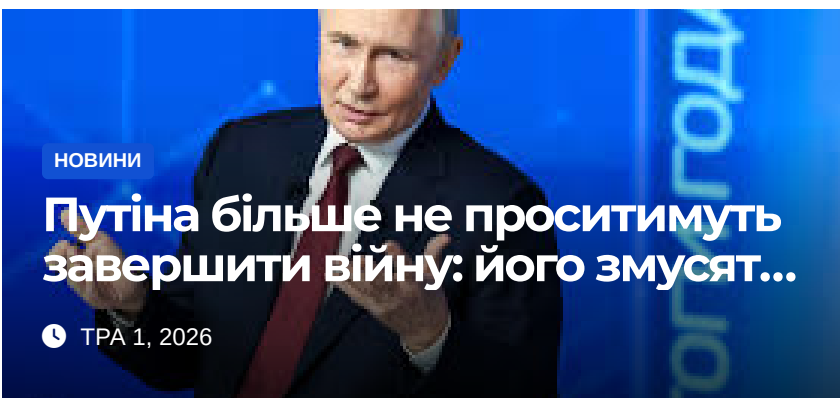 НОВИНИ
Путіна більше не проситимуть
завершити війну: його змусят...
ТРА 1, 2026